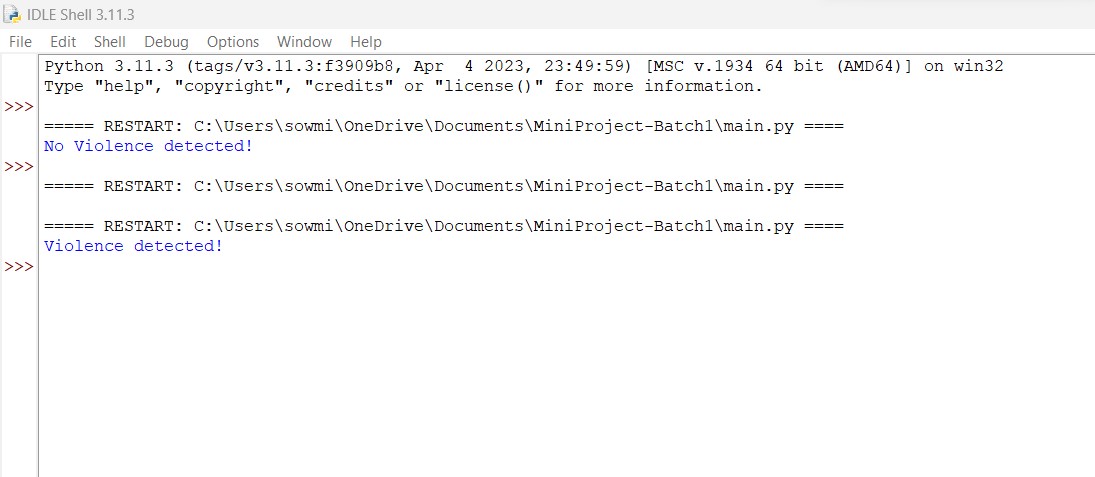 IDLE Shell 3.11.3
File Edit Shell Debug Options Window Help
Python 3.11.3 (tags/v3.11.3:f3909b8, Apr  4 2023, 23:49:59) [MSC v.1934 64 bit (AMD64)] on win32
Type "help", "copyright", "credits" or "license()" for more information.
>>>
===== RESTART: C:\Users\sowmi\OneDrive\Documents\MiniProject-Batch1\main.py ====
No Violence detected!
>>>
===== RESTART: C:\Users\sowmi\OneDrive\Documents\MiniProject-Batch1\main.py ====
===== RESTART: C:\Users\sowmi\OneDrive\Documents\MiniProject-Batch1\main.py ====
Violence detected!
>>>